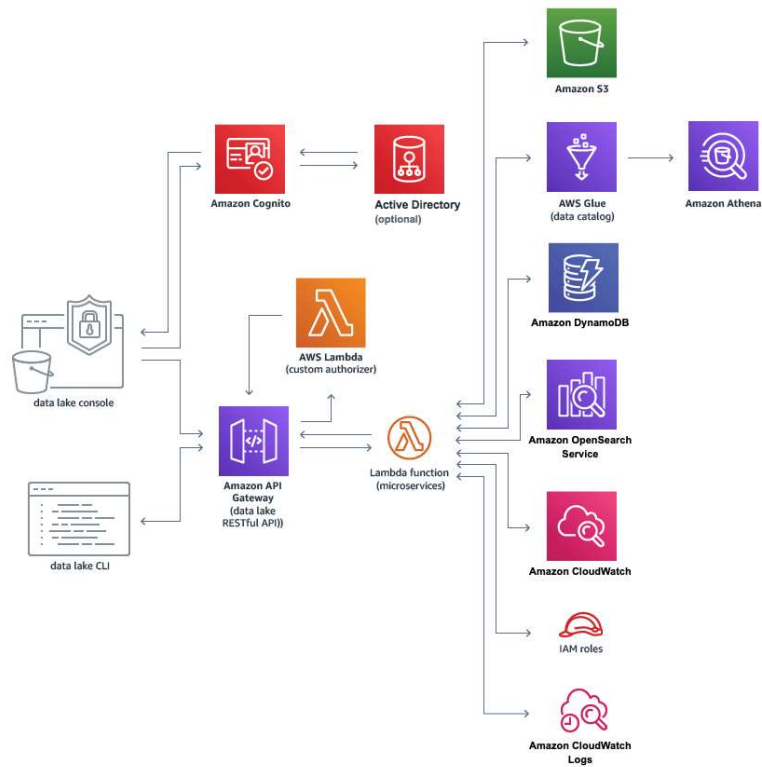 Amazon S3
Amazon Cognito
Active Directory
(optional)
AWS Glue
(data catalog)
Amazon Athena
Amazon DynamoDB
AWS Lambda
(custom authorizer)
data lake console
Amazon OpenSearch
Service
Lambda function
(microservices)
Amazon API
Gateway
(data lake
RESTful API))
data lake CLI
Amazon CloudWatch
IAM roles
Amazon CloudWatch
Logs